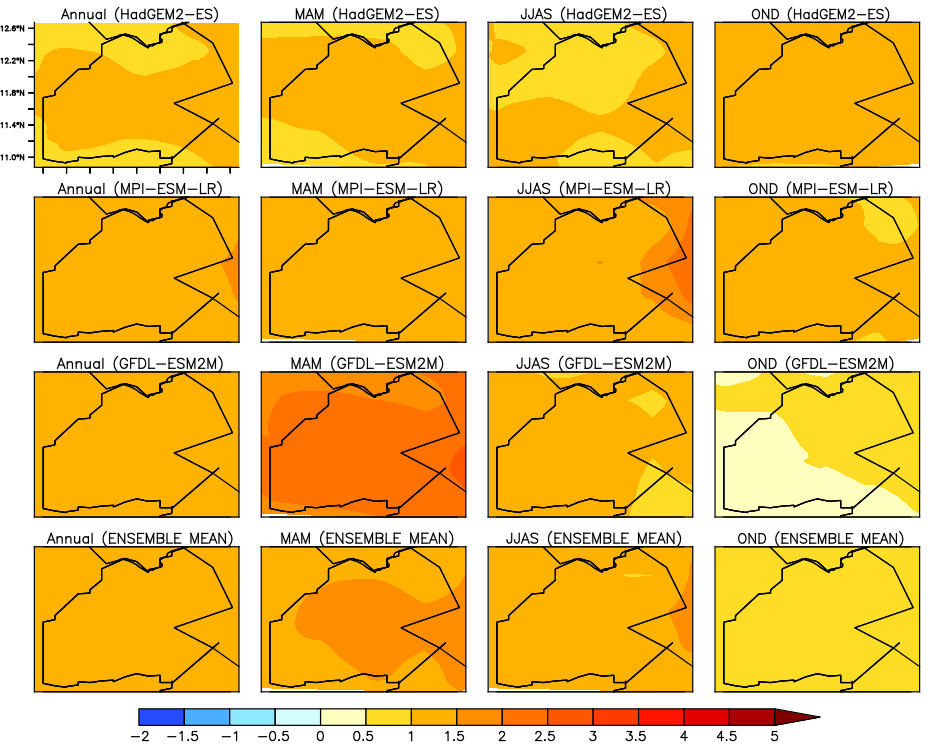 Annual (HadGEM2−ES) MAM (HadGEM2−ES) JJAS (HadGEM2−ES) OND (HadGEM2−ES)
12.6°N
12.2°N
11.8°N
11.4°N
11.0°N
Annual (MPI−ESM−LR) MAM (MPI−ESM−LR) JJAS (MPI−ESM−LR) OND (MPI−ESM−LR)
Annual (GFDL−ESM2M) MAM (GFDL−ESM2M) JJAS (GFDL−ESM2M) OND (GFDL−ESM2M)
Annual (ENSEMBLE MEAN) MAM (ENSEMBLE MEAN) JJAS (ENSEMBLE MEAN) OND (ENSEMBLE MEAN)
−2 −1.5 −1 −0.5 0 0.5 1 1.5 2 2.5 3 3.5 4 4.5 5